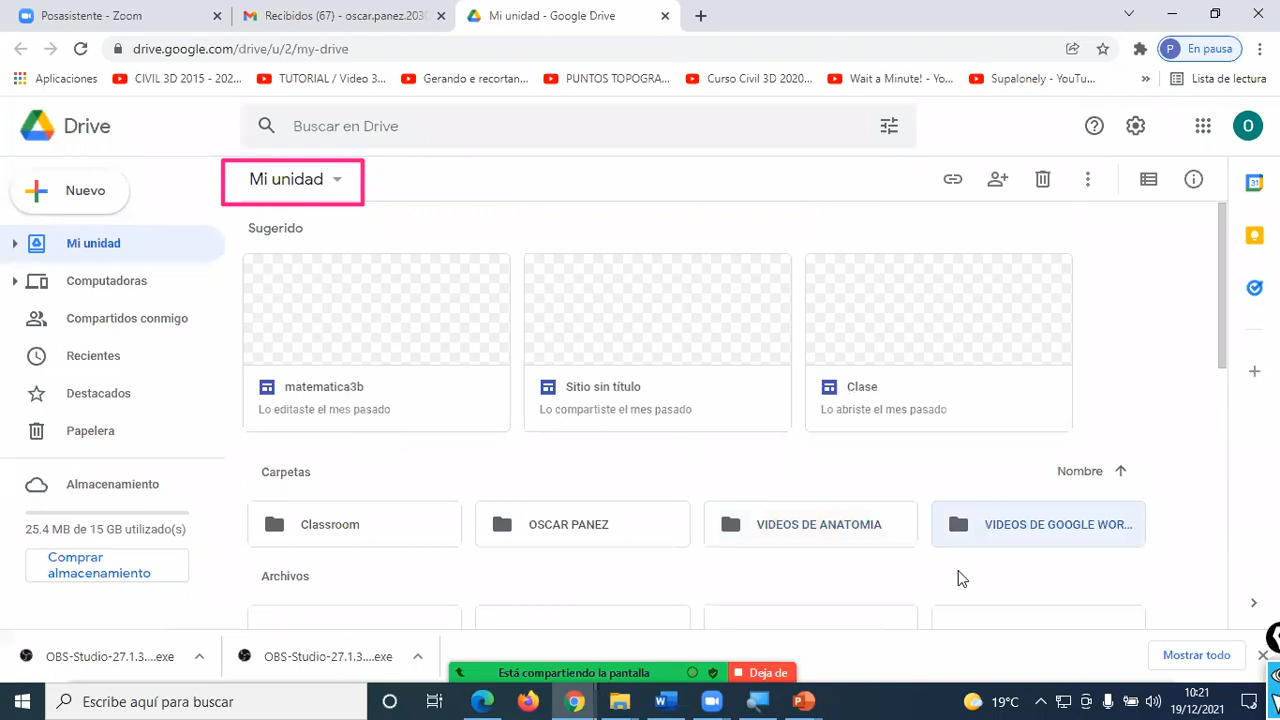 Posasistente - Zoom
Recibidos (67) - oscar.panez.2030
Mi unidad - Google Drive
drive.google.com/drive/u/2/my-drive
P
En pausa
Aplicaciones
CIVIL 3D 2015 - 202...
TUTORIAL / Video 3...
Gerando e recortan...
PUNTOS TOPOGRA...
Curso Civil 3D 2020...
Wait a Minute! - Yo...
Supalonely - YouTu...
»
Lista de lectura
Drive
Buscar en Drive
O
Nuevo
Mi unidad
Mi unidad
Computadoras
Compartidos conmigo
Recientes
Destacados
Papelera
Almacenamiento
25.4 MB de 15 GB utilizado(s)
Comprar
almacenamiento
Sugerido
matematica3b
Lo editaste el mes pasado
Sitio sin título
Lo compartiste el mes pasado
Clase
Lo abriste el mes pasado
Carpetas
Nombre
Classroom
OSCAR PANEZ
VIDEOS DE ANATOMIA
VIDEOS DE GOOGLE WOR...
Archivos
31
OBS-Studio-27.1.3....exe
OBS-Studio-27.1.3....exe
Mostrar todo
Está compartiendo la pantalla
Deja de
Escribe aquí para buscar
19°C
10:21
19/12/2021